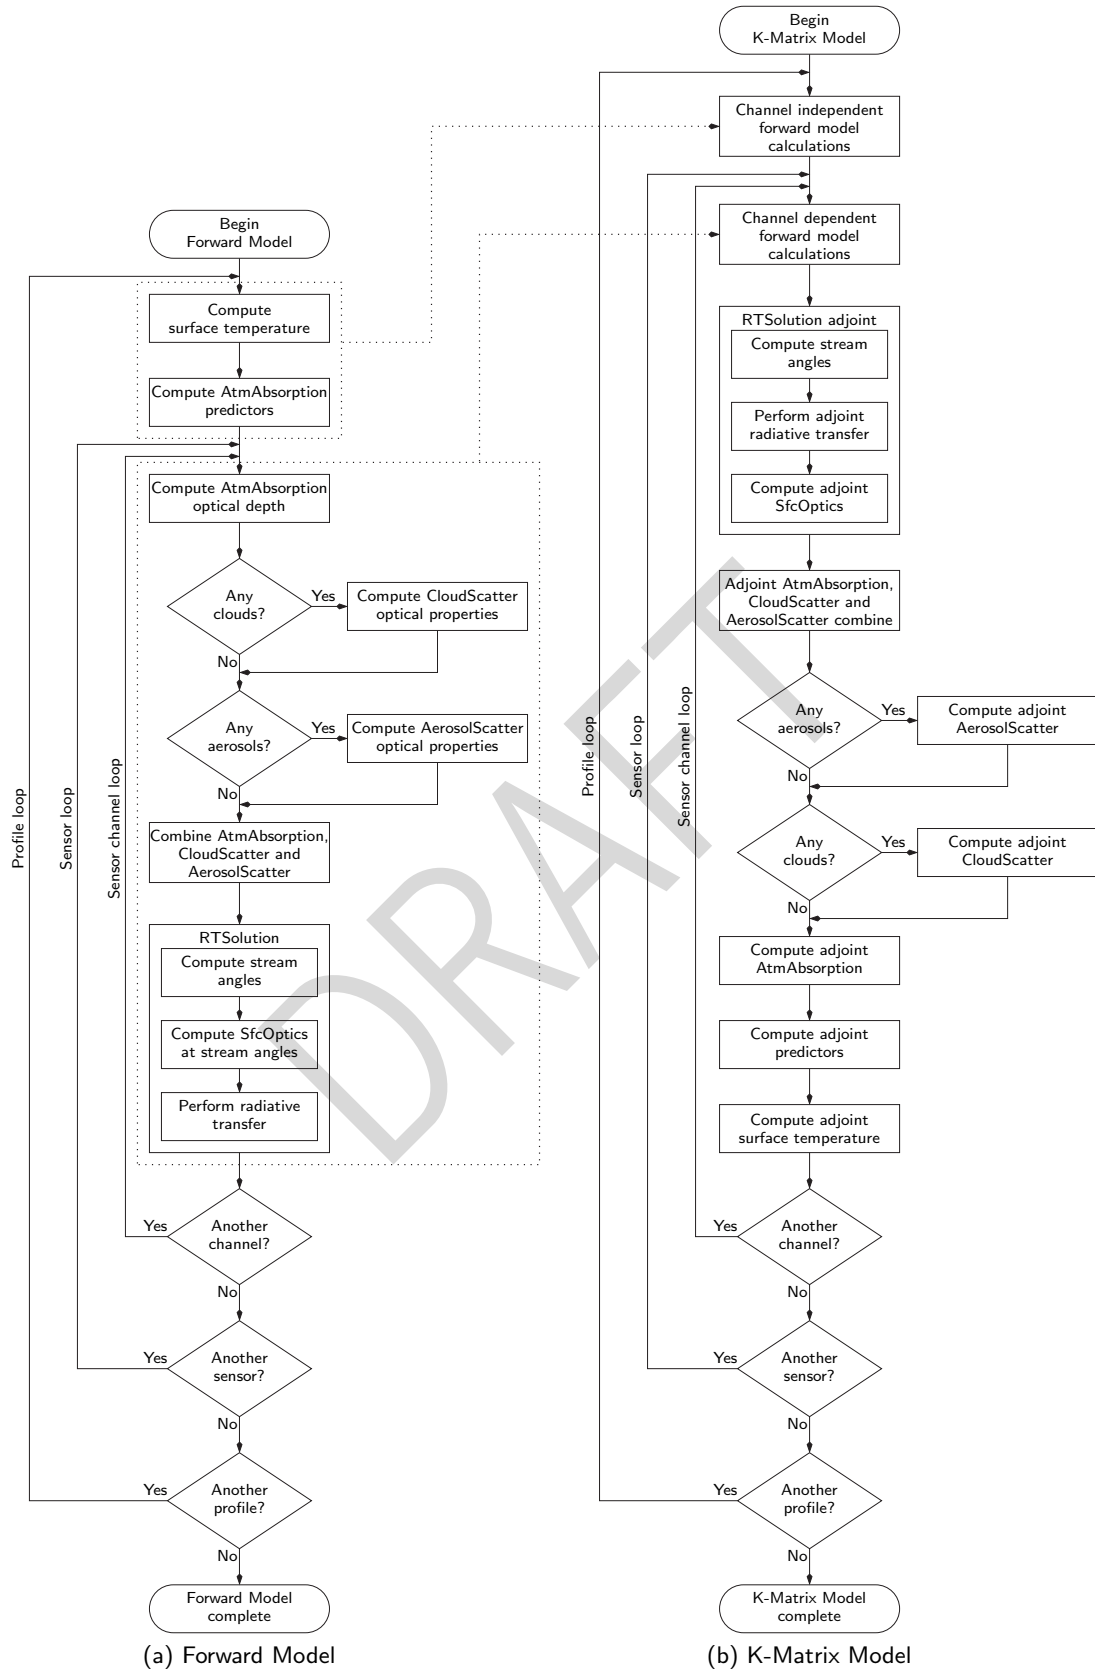 Begin
Forward Model
Compute
surface temperature
Compute AtmAbsorption
predictors
Compute AtmAbsorption
optical depth
Any
clouds?
Yes
Compute CloudScatter
optical properties
No
Any
aerosols?
Yes
Compute AerosolScatter
optical properties
No
Combine AtmAbsorption,
CloudScatter and
AerosolScatter
RTSolution
Compute stream
angles
Compute SfcOptics
at stream angles
Perform radiative
transfer
Another
channel?
Yes
No
Another
sensor?
Yes
No
Another
profile?
Yes
No
Forward Model
complete
Profile loop
Sensor loop
Sensor channel loop
(a) Forward Model
Begin
K-Matrix Model
Channel independent
forward model
calculations
Channel dependent
forward model
calculations
RTSolution adjoint
Compute stream
angles
Perform adjoint
radiative transfer
Compute adjoint
SfcOptics
Adjoint AtmAbsorption,
CloudScatter and
AerosolScatter combine
Any
aerosols?
Yes
Compute adjoint
AerosolScatter
No
Any
clouds?
Yes
Compute adjoint
CloudScatter
No
Compute adjoint
AtmAbsorption
Compute adjoint
predictors
Compute adjoint
surface temperature
Another
channel?
Yes
No
Another
sensor?
Yes
No
Another
profile?
Yes
No
K-Matrix Model
complete
Profile loop
Sensor loop
Sensor channel loop
(b) K-Matrix Model
DRAFT